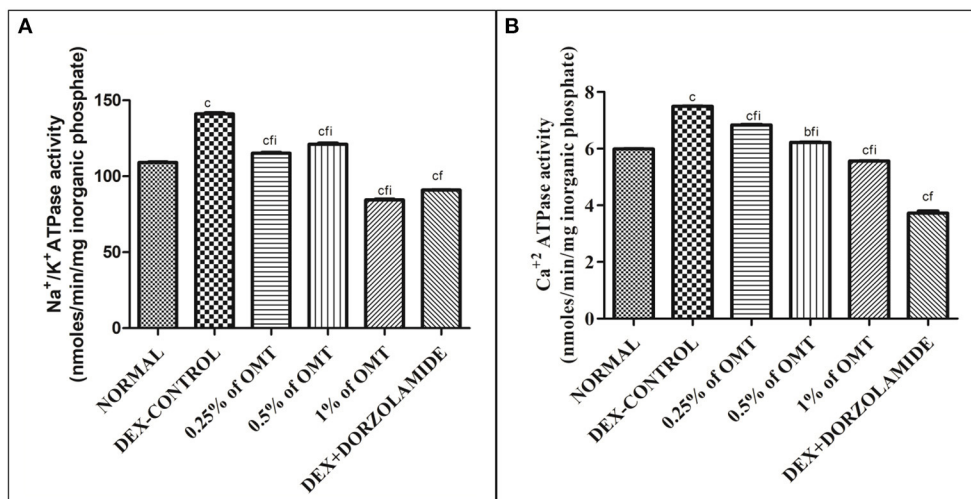 A
Na+/K+ATPase activity
(nmoles/min/mg inorganic phosphate)
150
100
50
0
c
cfi
cfi
cfi
cf
NORMAL
DEX-CONTROL
0.25% of OMT
0.5% of OMT
1% of OMT
DEX+DORZOLAMIDE
B
Ca+2 ATPase activity
(nmoles/min/mg inorganic phosphate)
8
6
4
2
0
c
cfi
bfi
cfi
cf
NORMAL
DEX-CONTROL
0.25% of OMT
0.5% of OMT
1% of OMT
DEX+DORZOLAMIDE